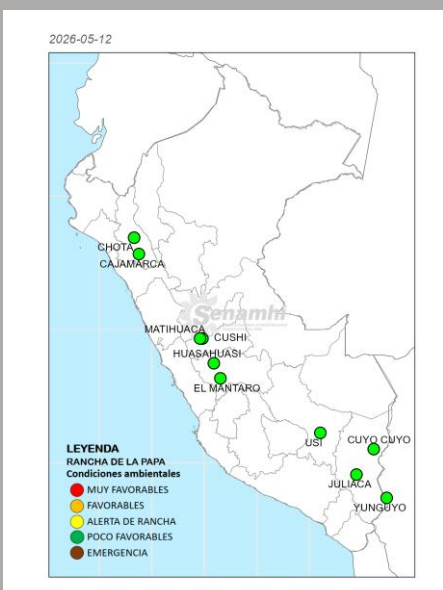 2026-05-12
CHOTA
CAJAMARCA
Senamhi
MATIHUACA
CUSHI
HUASAHUASI
EL MANTARO
USI
CUYO CUYO
JULIACA
YUNGUYO
LEYENDA
RANCHA DE LA PAPA
Condiciones ambientales
MUY FAVORABLES
FAVORABLES
ALERTA DE RANCHA
POCO FAVORABLES
EMERGENCIA